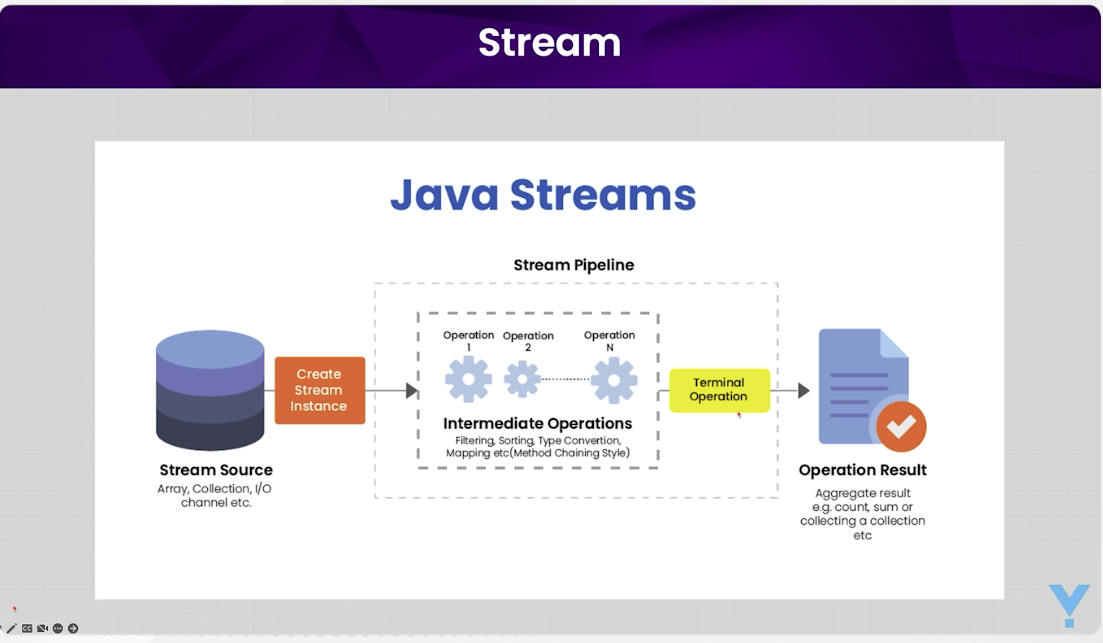 Stream
Java Streams
Stream Pipeline
Operation
1
Operation
2
Operation
N
Create
Stream
Instance
Terminal
Operation
Intermediate Operations
Filtering, Sorting, Type Convertion,
Mapping etc(Method Chaining Style)
Stream Source
Array, Collection, I/O
channel etc.
Operation Result
Aggregate result
e.g. count, sum or
collecting a collection
etc